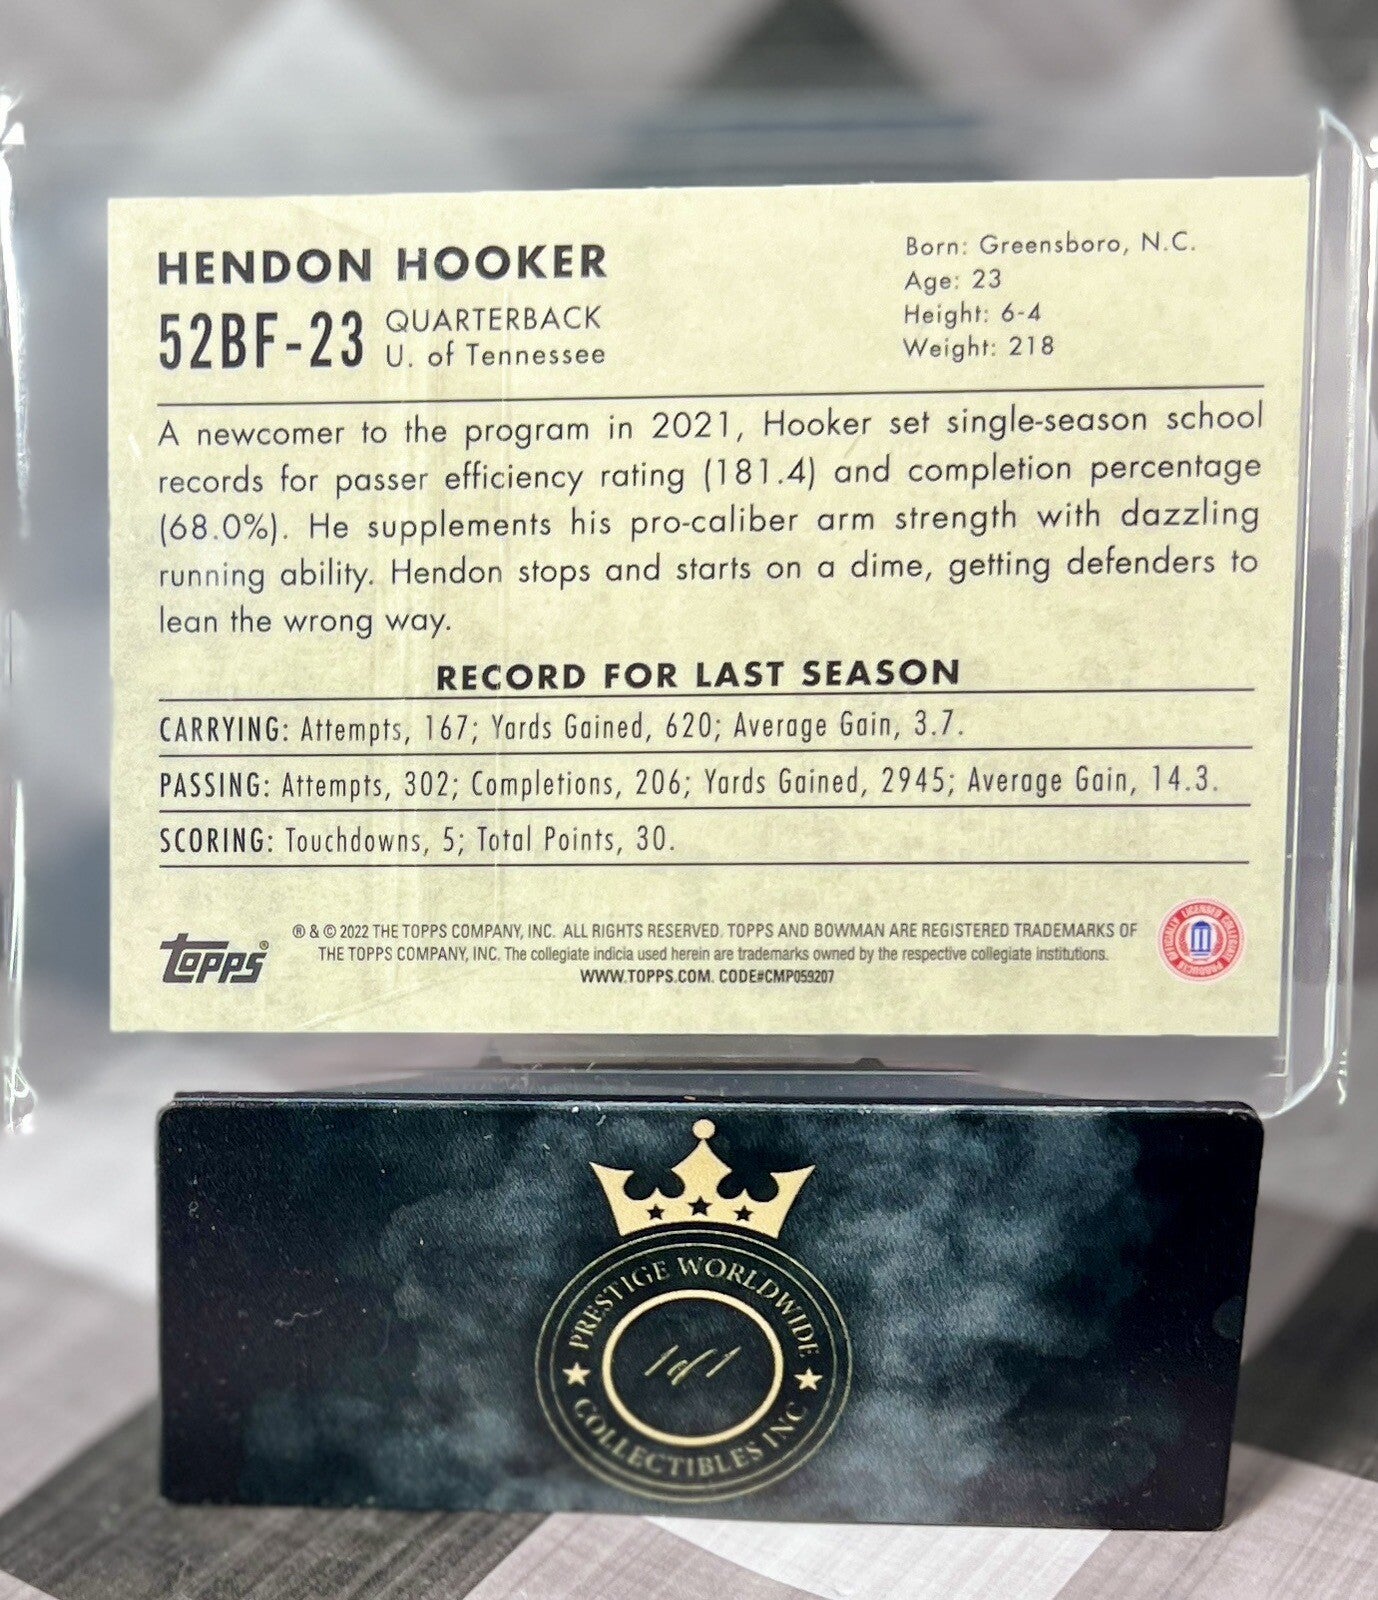 HENDON HOOKER
52BF-23 QUARTERBACK
U. of Tennessee
Born: Greensboro, N.C.
Age: 23
Height: 6-4
Weight: 218
A newcomer to the program in 2021, Hooker set single-season school
records for passer efficiency rating (181.4) and completion percentage
(68.0%). He supplements his pro-caliber arm strength with dazzling
running ability. Hendon stops and starts on a dime, getting defenders to
lean the wrong way.
RECORD FOR LAST SEASON
CARRYING: Attempts, 167; Yards Gained, 620; Average Gain, 3.7.
PASSING: Attempts, 302; Completions, 206; Yards Gained, 2945; Average Gain, 14.3.
SCORING: Touchdowns, 5; Total Points, 30.
TOPPS®
® & © 2022 THE TOPPS COMPANY, INC. ALL RIGHTS RESERVED. TOPPS AND BOWMAN ARE REGISTERED TRADEMARKS OF
THE TOPPS COMPANY, INC. The collegiate indicia used herein are trademarks owned by the respective collegiate institutions.
WWW.TOPPS.COM. CODE#CMP059207
OFFICIALLY LICENSED COLLEGIATE PRODUCTS
PRESTIGE WORLDWIDE
1 of 1
COLLECTIBLES INC